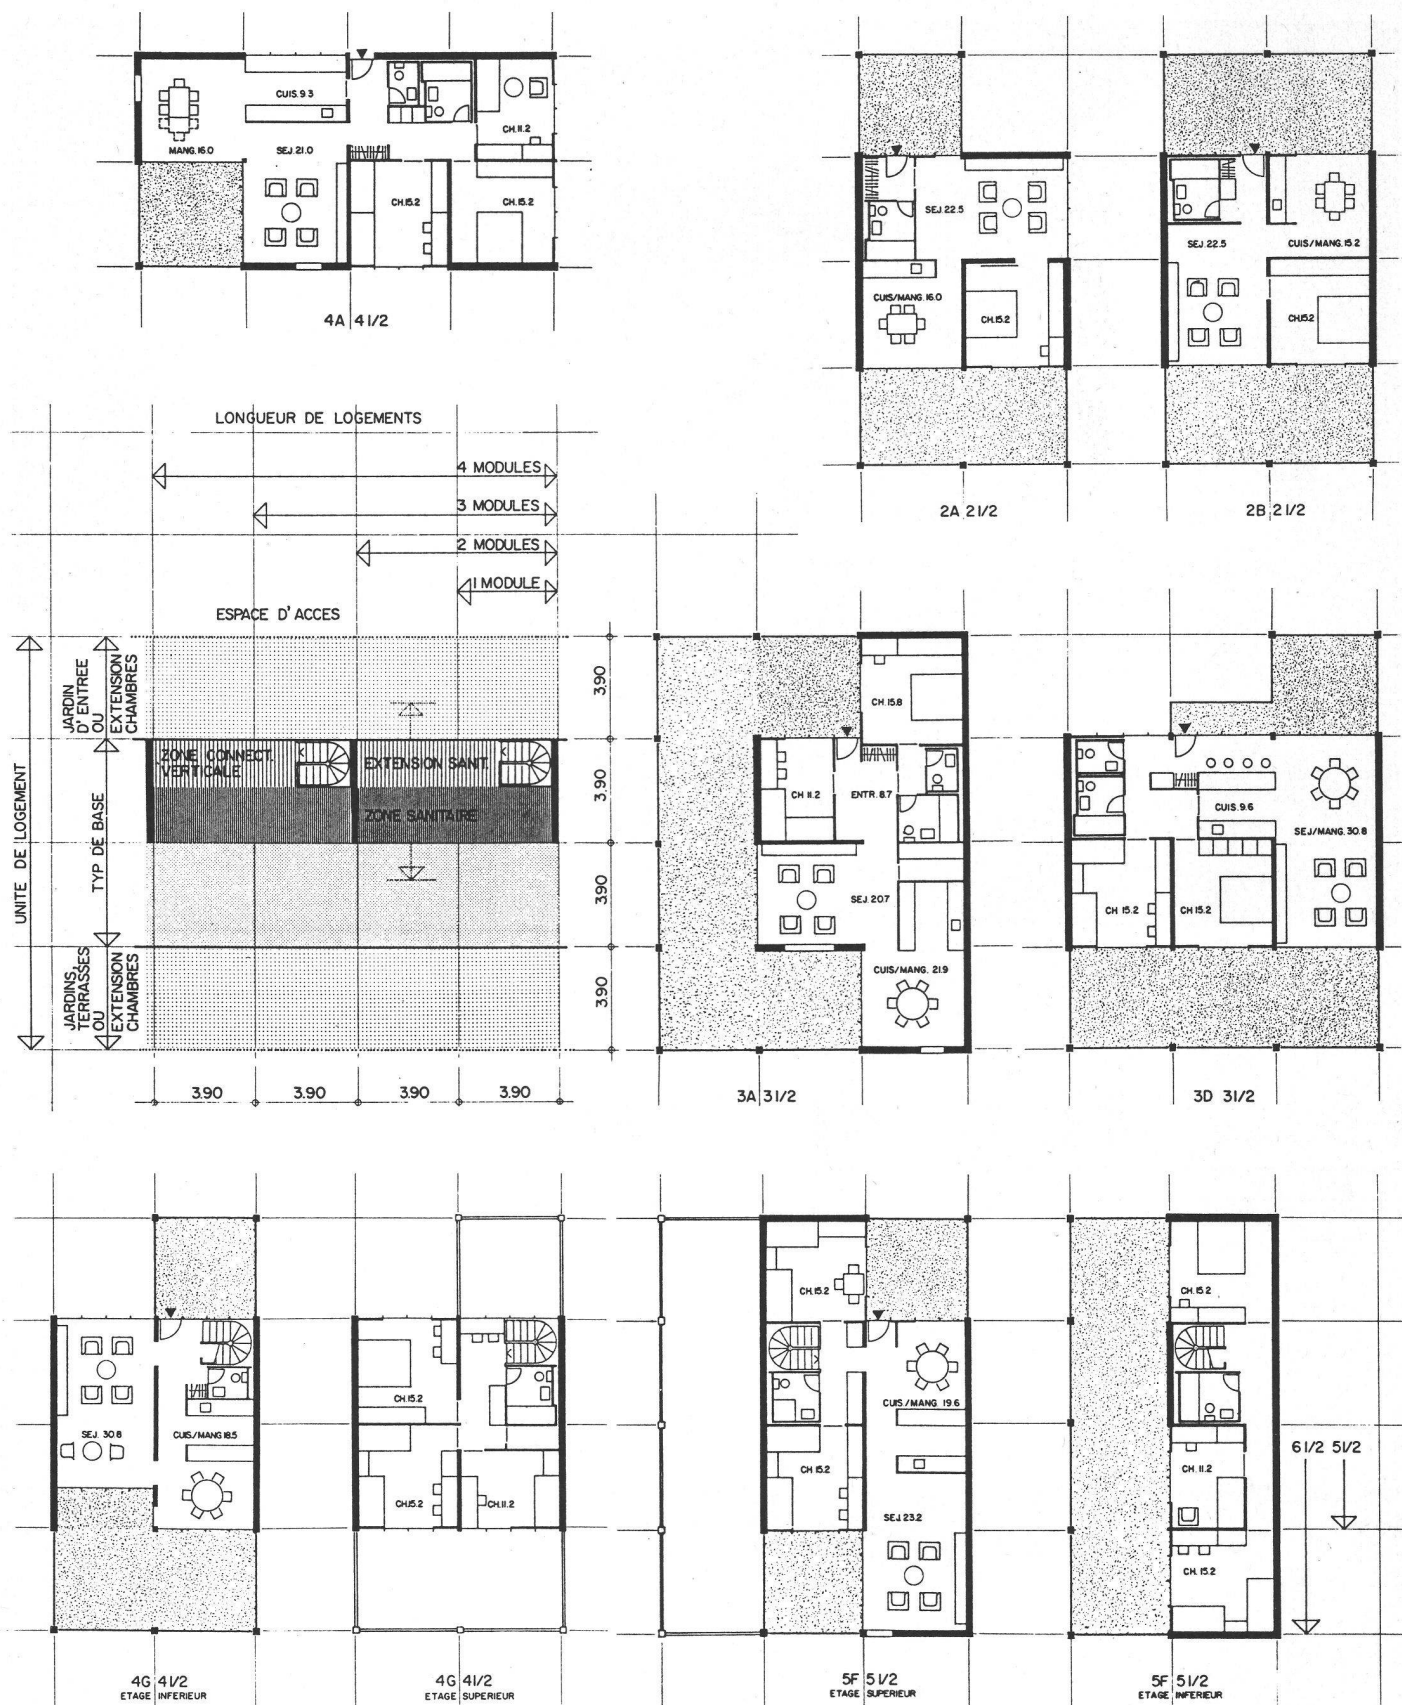 CUIS. 9.3
CH. 11.2
MANG. 16.0
SEJ. 21.0
CH. 15.2
CH. 15.2
4A 4 1/2
SEJ. 22.5
CUIS/MANG. 16.0
CH. 15.2
2A 2 1/2
SEJ. 22.5
CUIS/MANG. 15.2
CH. 15.2
2B 2 1/2
LONGUEUR DE LOGEMENTS
4 MODULES
3 MODULES
2 MODULES
1 MODULE
ESPACE D'ACCES
UNITE DE LOGEMENT
JARDIN
D'ENTREE
OU
EXTENSION
CHAMBRES
TYP DE BASE
JARDINS,
TERRASSES
OU
EXTENSION
CHAMBRES
ZONE CONNECT.
VERTICALE
EXTENSION SANIT.
ZONE SANITAIRE
3.90
3.90
3.90
3.90
3.90
3.90
3.90
3.90
CH. 15.8
CH 11.2
ENTR. 8.7
SEJ. 20.7
CUIS/MANG. 21.9
3A 3 1/2
CUIS. 9.6
SEJ/MANG. 30.8
CH 15.2
CH 15.2
3D 3 1/2
SEJ. 30.8
CUIS/MANG 18.5
4G 4 1/2
ETAGE INFERIEUR
CH. 15.2
CH. 15.2
CH. 11.2
4G 4 1/2
ETAGE SUPERIEUR
CH. 15.2
CUIS/MANG. 19.6
CH 15.2
SEJ. 23.2
5F 5 1/2
ETAGE SUPERIEUR
CH. 15.2
CH. 11.2
CH. 15.2
6 1/2 5 1/2
5F 5 1/2
ETAGE INFERIEUR